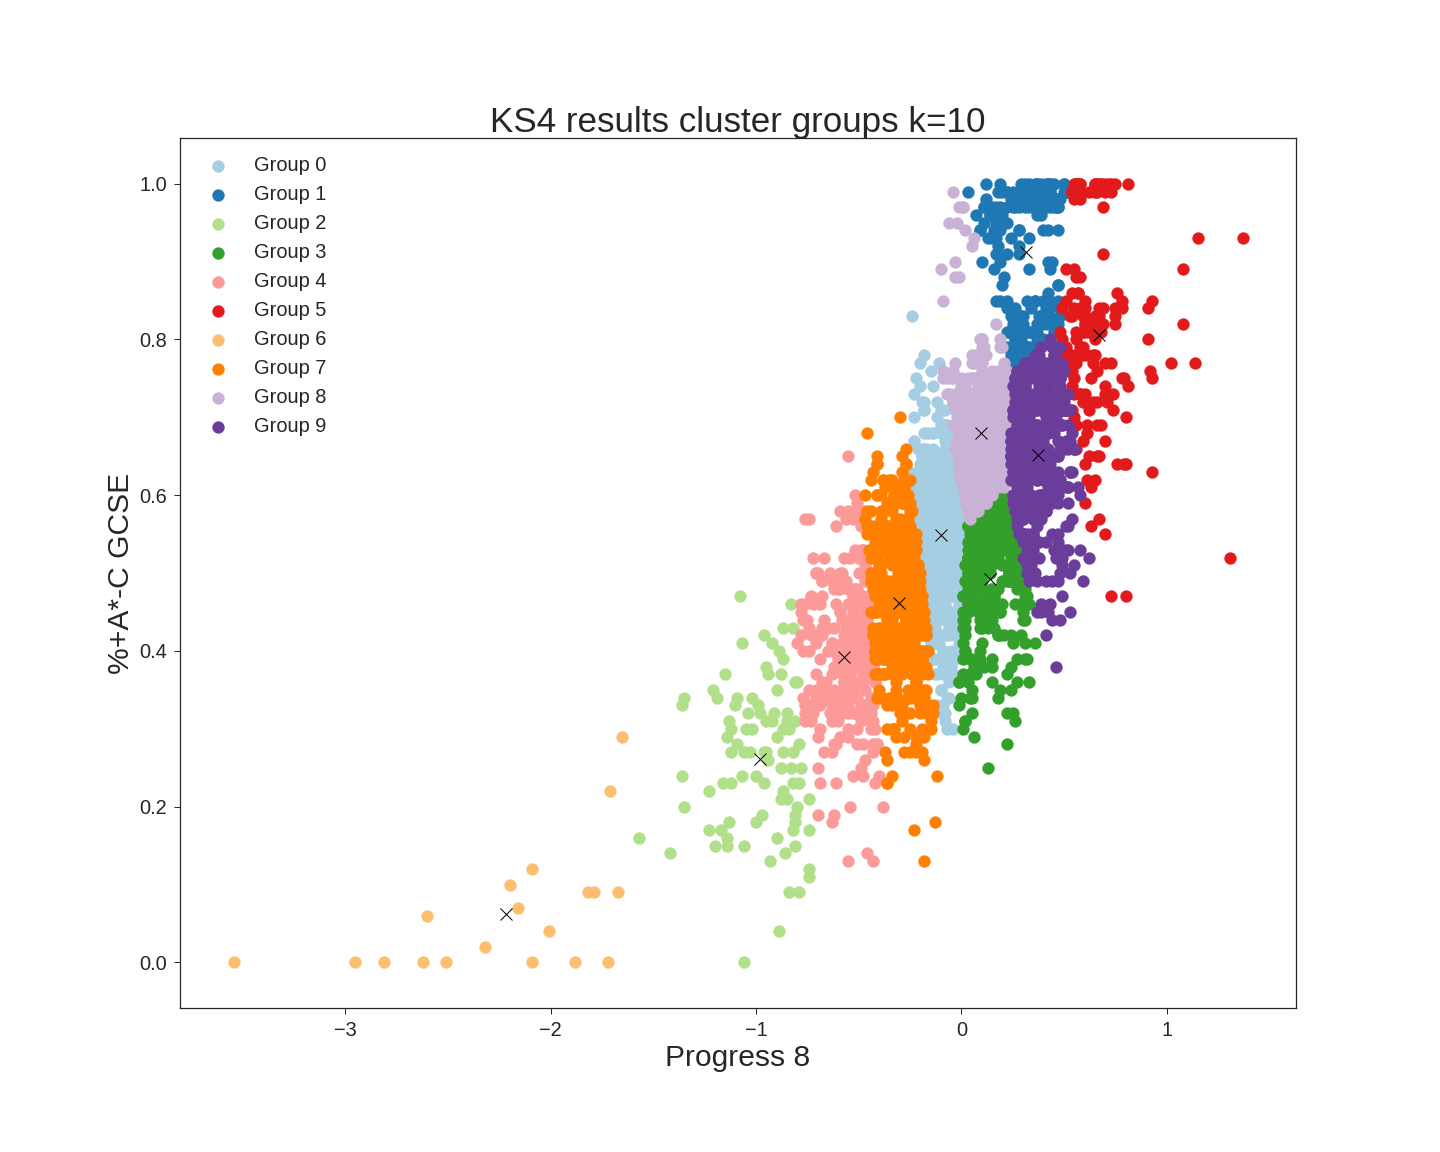 KS4 results cluster groups k=10
Group 0
Group 1
Group 2
Group 3
Group 4
Group 5
Group 6
Group 7
Group 8
Group 9
1.0
0.8
0.6
0.4
0.2
0.0
%+A*-C GCSE
−3 −2 −1 0 1
Progress 8